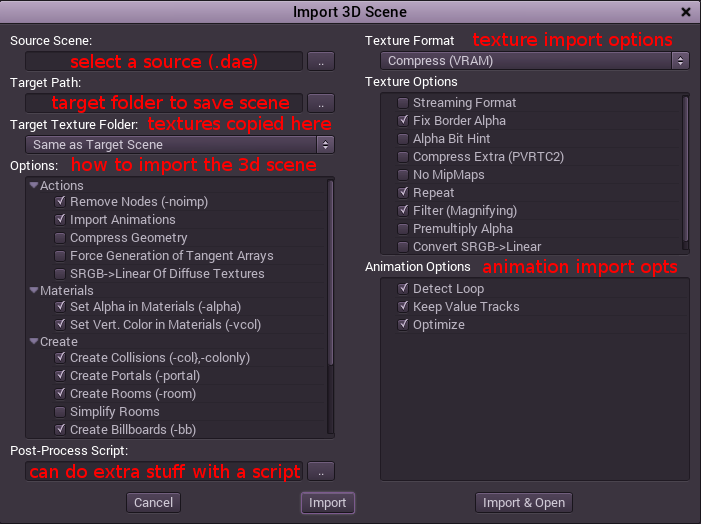 Import 3D Scene
Source Scene:
select a source (.dae)
..
Target Path:
target folder to save scene
..
Target Texture Folder: textures copied here
Same as Target Scene
Options: how to import the 3d scene
Actions
Remove Nodes (-noimp)
Import Animations
Compress Geometry
Force Generation of Tangent Arrays
SRGB->Linear Of Diffuse Textures
Materials
Set Alpha in Materials (-alpha)
Set Vert. Color in Materials (-vcol)
Create
Create Collisions (-col},-colonly)
Create Portals (-portal)
Create Rooms (-room)
Simplify Rooms
Create Billboards (-bb)
Post-Process Script:
can do extra stuff with a script
..
Texture Format texture import options
Compress (VRAM)
Texture Options
Streaming Format
Fix Border Alpha
Alpha Bit Hint
Compress Extra (PVRTC2)
No MipMaps
Repeat
Filter (Magnifying)
Premultiply Alpha
Convert SRGB->Linear
Animation Options animation import opts
Detect Loop
Keep Value Tracks
Optimize
Cancel
Import
Import & Open